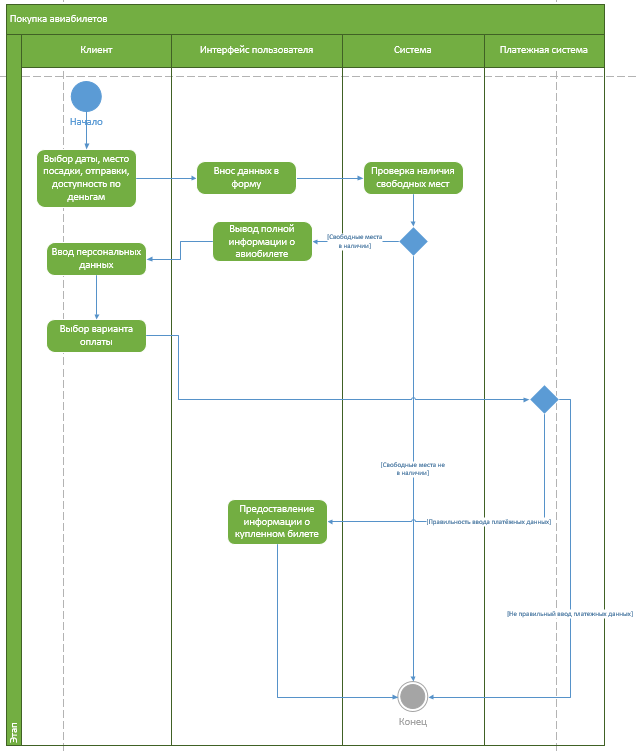 Покупка авиабилетов
Клиент
Интерфейс пользователя
Система
Платежная система
Начало
Выбор даты, место
посадки, отправки,
доступность по
деньгам
Внос данных в
форму
Проверка наличия
свободных мест
Вывод полной
информации о
авиобилете
[Свободные места
в наличии]
Ввод персональных
данных
Выбор варианта
оплаты
[Свободные места не
в наличии]
Предоставление
информации о
купленном билете
[Правильность ввода платёжных данных]
[Не правильный ввод платежных данных]
Конец
Этап